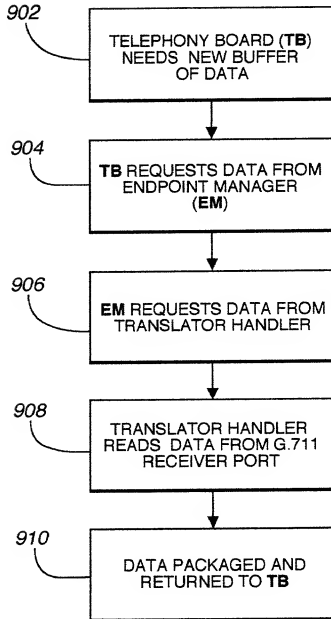 902
TELEPHONY BOARD (TB)
NEEDS NEW BUFFER
OF DATA
904
TB REQUESTS DATA FROM
ENDPOINT MANAGER
(EM)
906
EM REQUESTS DATA FROM
TRANSLATOR HANDLER
908
TRANSLATOR HANDLER
READS DATA FROM G.711
RECEIVER PORT
910
DATA PACKAGED AND
RETURNED TO TB